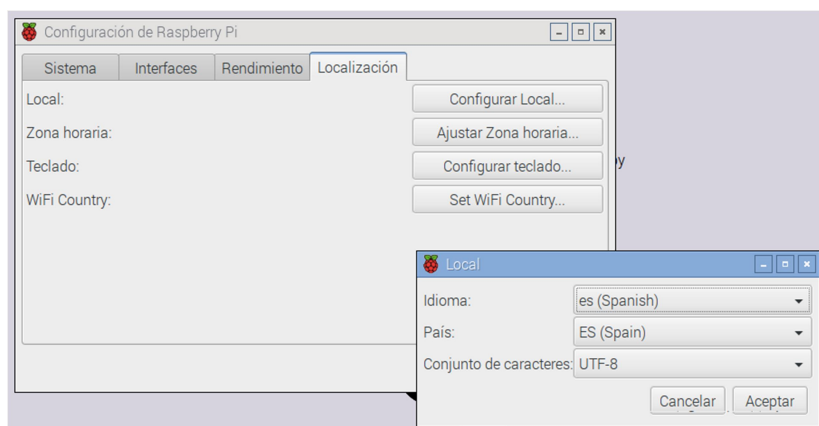 Configuración de Raspberry Pi
Sistema Interfaces Rendimiento Localización
Local: Configurar Local...
Zona horaria: Ajustar Zona horaria...
Teclado: Configurar teclado...
WiFi Country: Set WiFi Country...
Local
Idioma: es (Spanish)
País: ES (Spain)
Conjunto de caracteres: UTF-8
Cancelar Aceptar